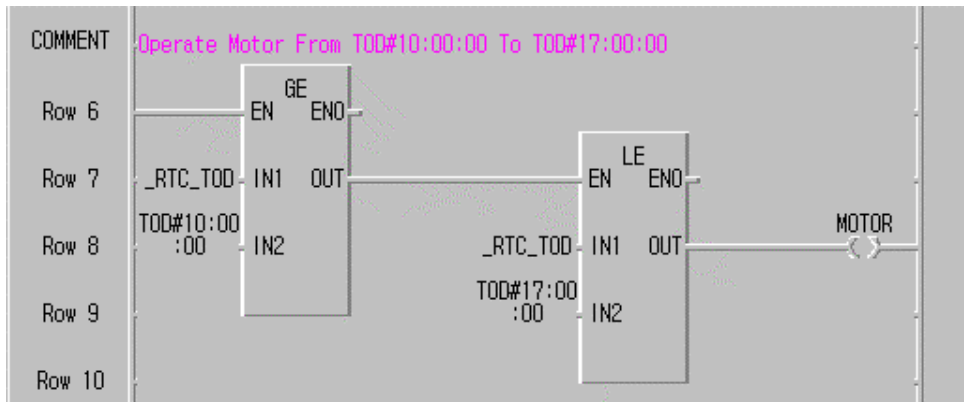 COMMENT Operate Motor From TOD#10:00:00 To TOD#17:00:00
GE
Row 6 EN ENO
LE
Row 7 _RTC_TOD IN1 OUT EN ENO
TOD#10:00 MOTOR
Row 8 :00 IN2 _RTC_TOD IN1 OUT
TOD#17:00
Row 9 :00 IN2
Row 10